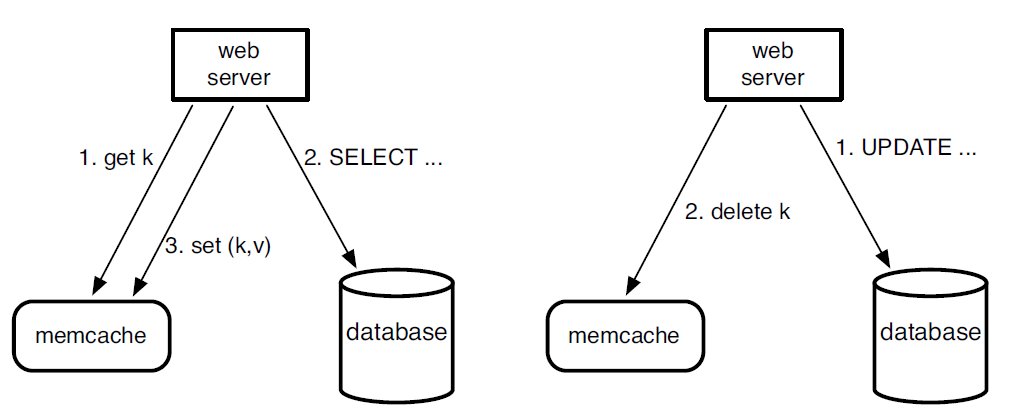 web
server
1. get k
2. SELECT ...
3. set (k,v)
memcache
database
web
server
1. UPDATE ...
2. delete k
memcache
database